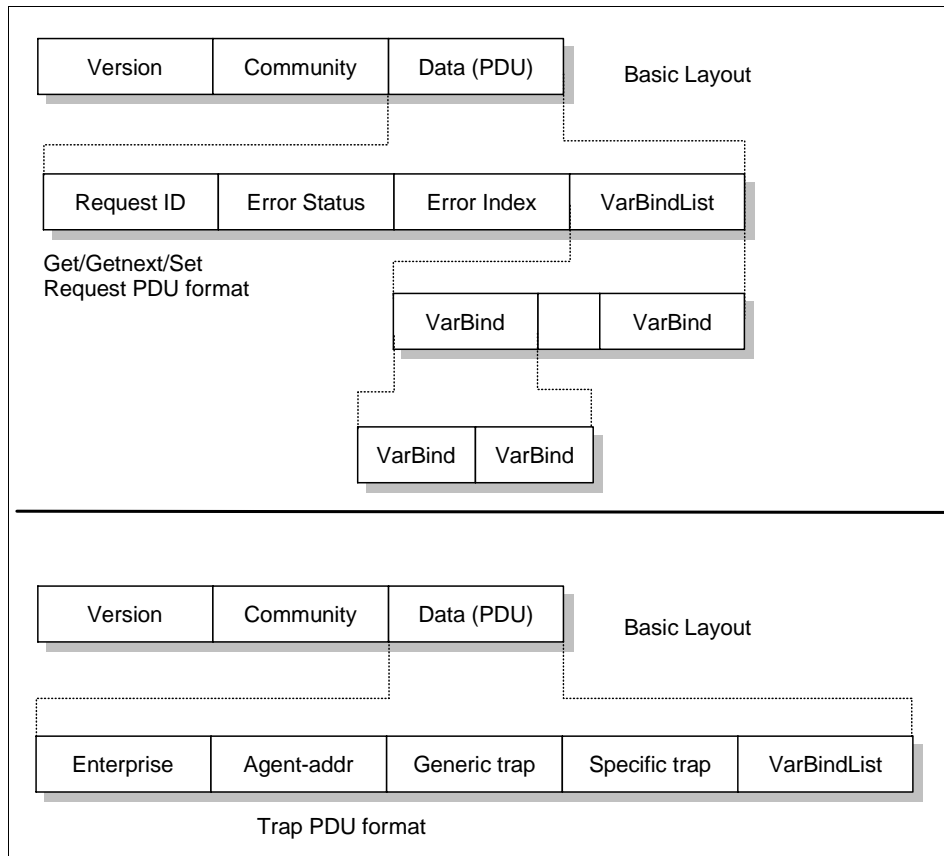 Version Community Data (PDU)
Basic Layout
Request ID Error Status Error Index VarBindList
Get/Getnext/Set
Request PDU format
VarBind VarBind
VarBind VarBind
Version Community Data (PDU)
Basic Layout
Enterprise Agent-addr Generic trap Specific trap VarBindList
Trap PDU format